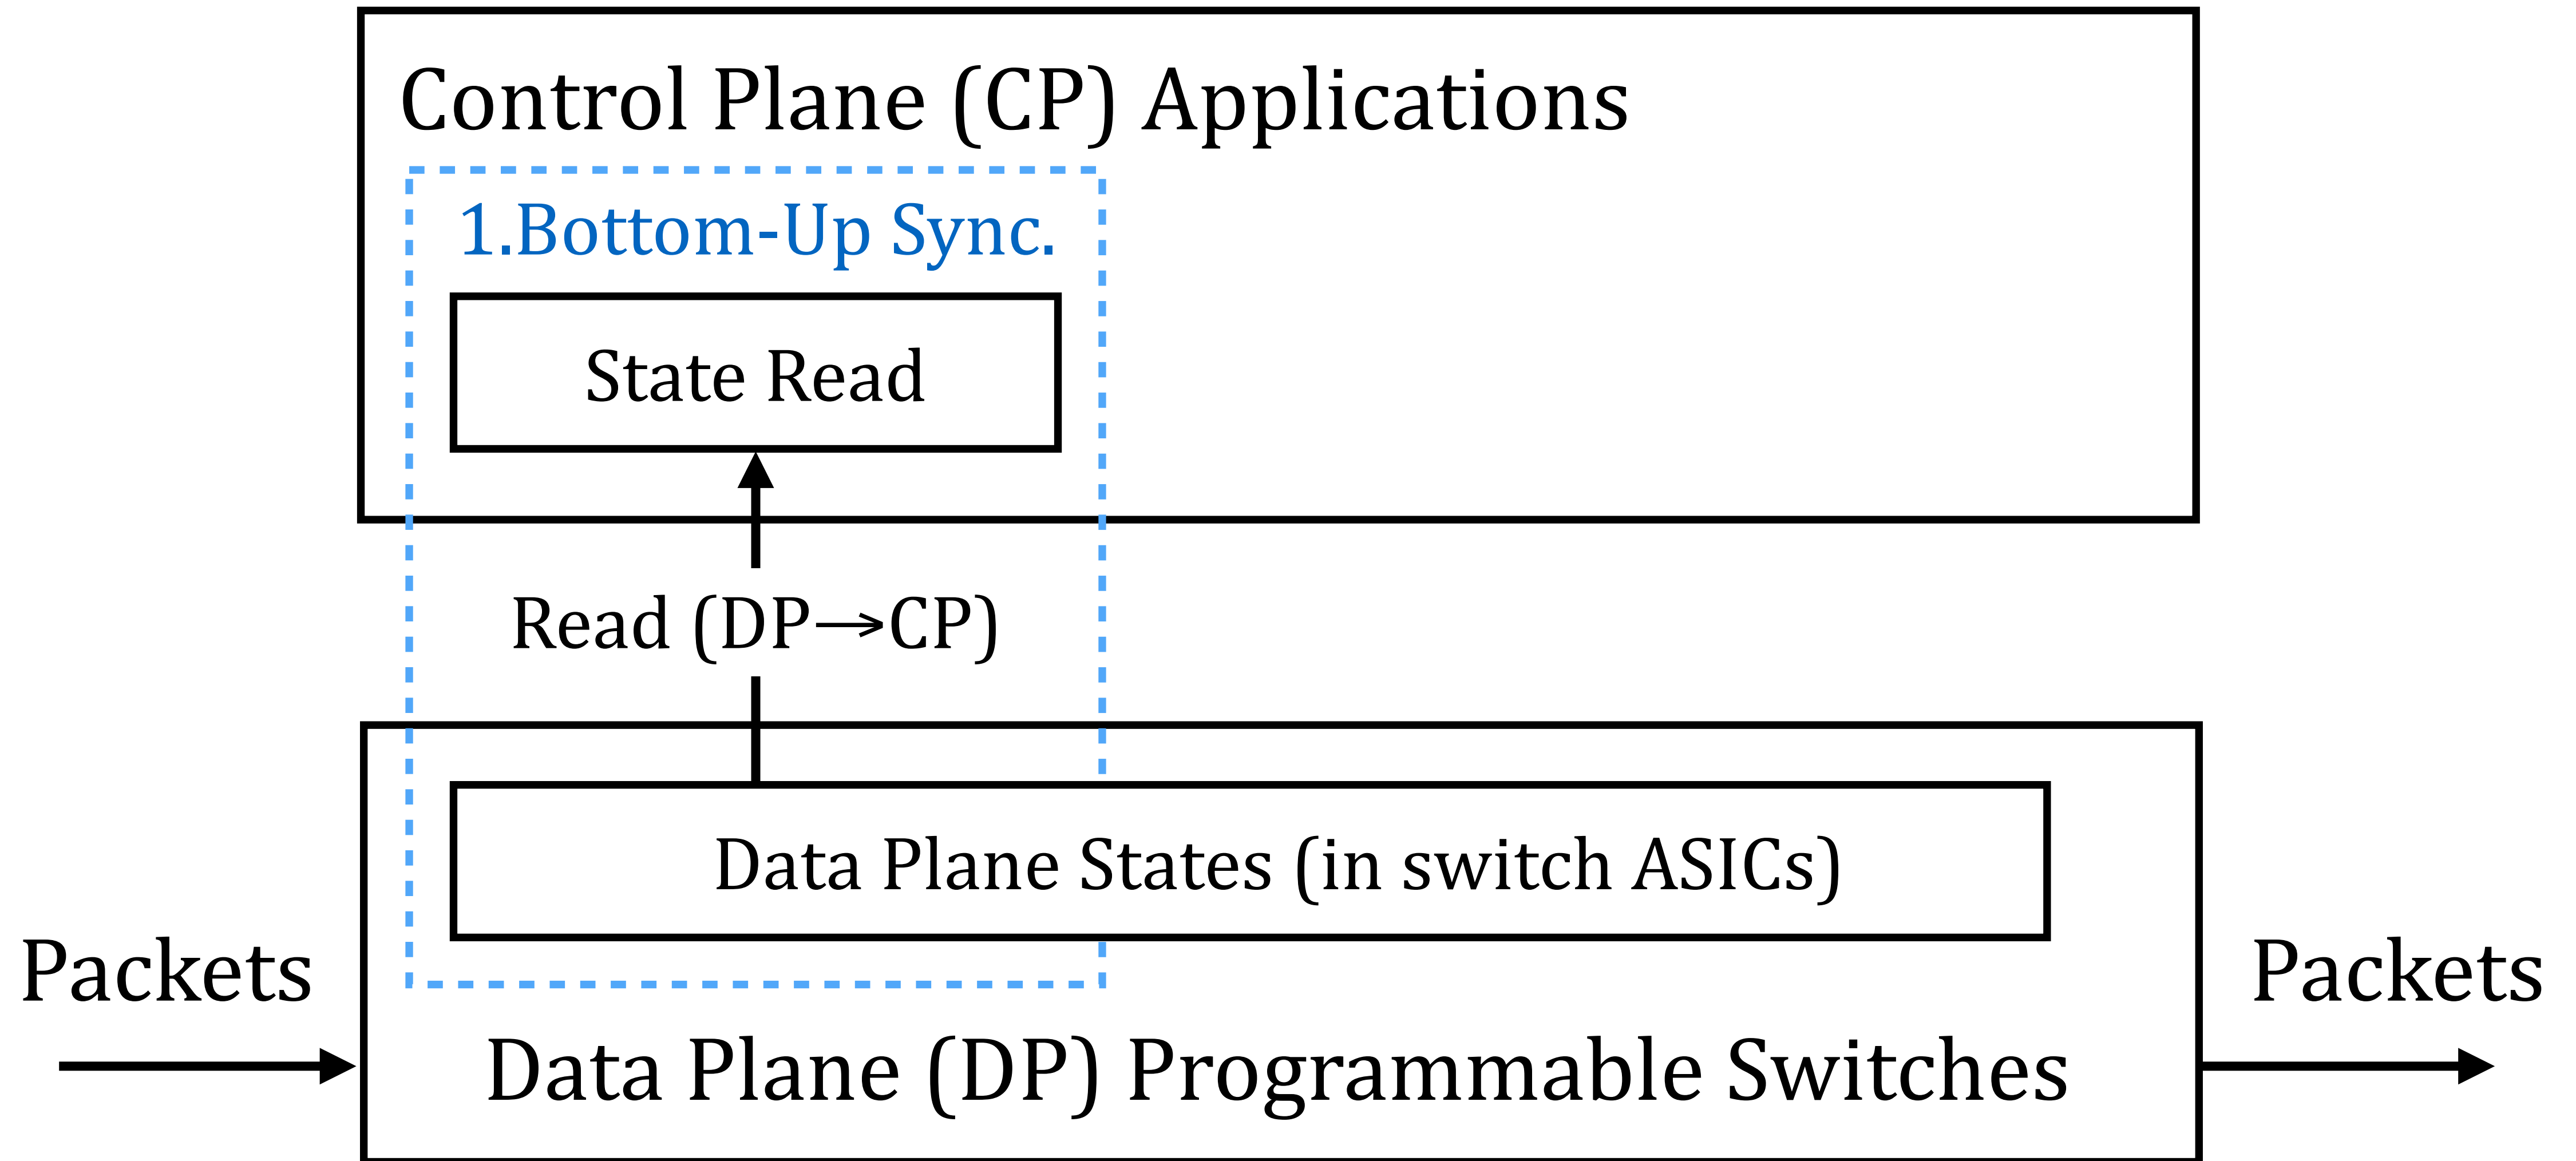 Control Plane (CP) Applications
1.Bottom-Up Sync.
State Read
Read (DP→CP)
Data Plane States (in switch ASICs)
Packets
Packets
Data Plane (DP) Programmable Switches